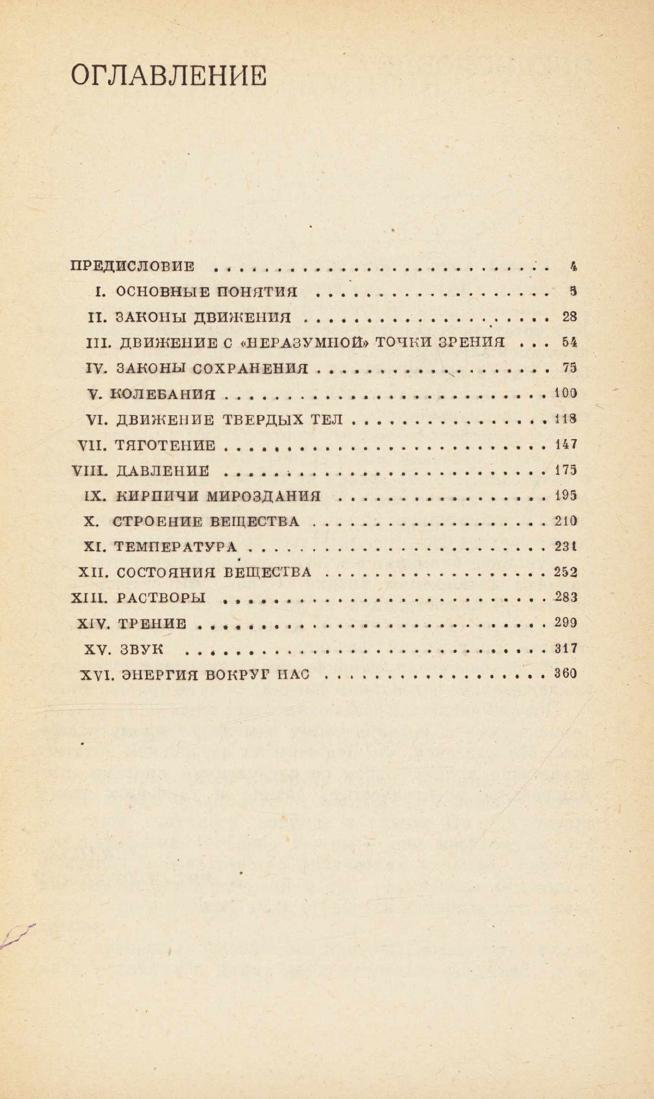 ОГЛАВЛЕНИЕ
ПРЕДИСЛОВИЕ . . . . . . . . . . . . . . . . . . . . . . . . . . 4
I. ОСНОВНЫЕ ПОНЯТИЯ . . . . . . . . . . . . . . . . . . 5
II. ЗАКОНЫ ДВИЖЕНИЯ . . . . . . . . . . . . . . . . . . . 28
III. ДВИЖЕНИЕ С «НЕРАЗУМНОЙ» ТОЧКИ ЗРЕНИЯ . . . 54
IV. ЗАКОНЫ СОХРАНЕНИЯ . . . . . . . . . . . . . . . . . . 75
V. КОЛЕБАНИЯ . . . . . . . . . . . . . . . . . . . . . . . . . 100
VI. ДВИЖЕНИЕ ТВЕРДЫХ ТЕЛ . . . . . . . . . . . . . . . 118
VII. ТЯГОТЕНИЕ . . . . . . . . . . . . . . . . . . . . . . . . . 147
VIII. ДАВЛЕНИЕ . . . . . . . . . . . . . . . . . . . . . . . . . 175
IX. КИРПИЧИ МИРОЗДАНИЯ . . . . . . . . . . . . . . . . 195
X. СТРОЕНИЕ ВЕЩЕСТВА . . . . . . . . . . . . . . . . . . 210
XI. ТЕМПЕРАТУРА . . . . . . . . . . . . . . . . . . . . . . . 231
XII. СОСТОЯНИЯ ВЕЩЕСТВА . . . . . . . . . . . . . . . . . 252
XIII. РАСТВОРЫ . . . . . . . . . . . . . . . . . . . . . . . . . 283
XIV. ТРЕНИЕ . . . . . . . . . . . . . . . . . . . . . . . . . . . 299
XV. ЗВУК . . . . . . . . . . . . . . . . . . . . . . . . . . . . 317
XVI. ЭНЕРГИЯ ВОКРУГ НАС . . . . . . . . . . . . . . . . . 360